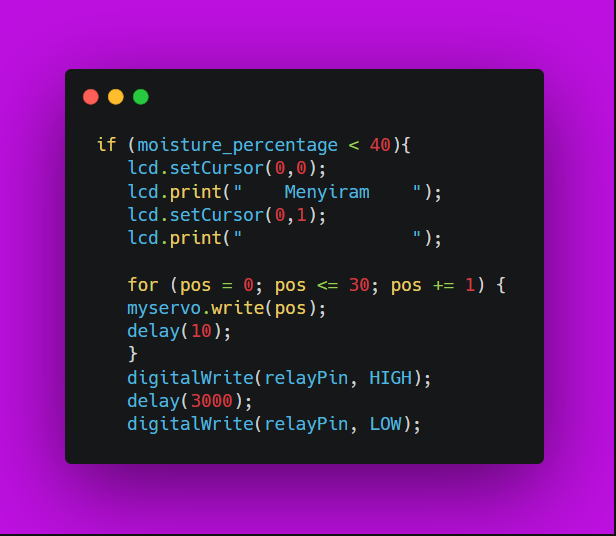 if (moisture_percentage < 40){
   lcd.setCursor(0,0);
   lcd.print("    Menyiram    ");
   lcd.setCursor(0,1);
   lcd.print("                ");

   for (pos = 0; pos <= 30; pos += 1) {
   myservo.write(pos);
   delay(10);
   }
   digitalWrite(relayPin, HIGH);
   delay(3000);
   digitalWrite(relayPin, LOW);